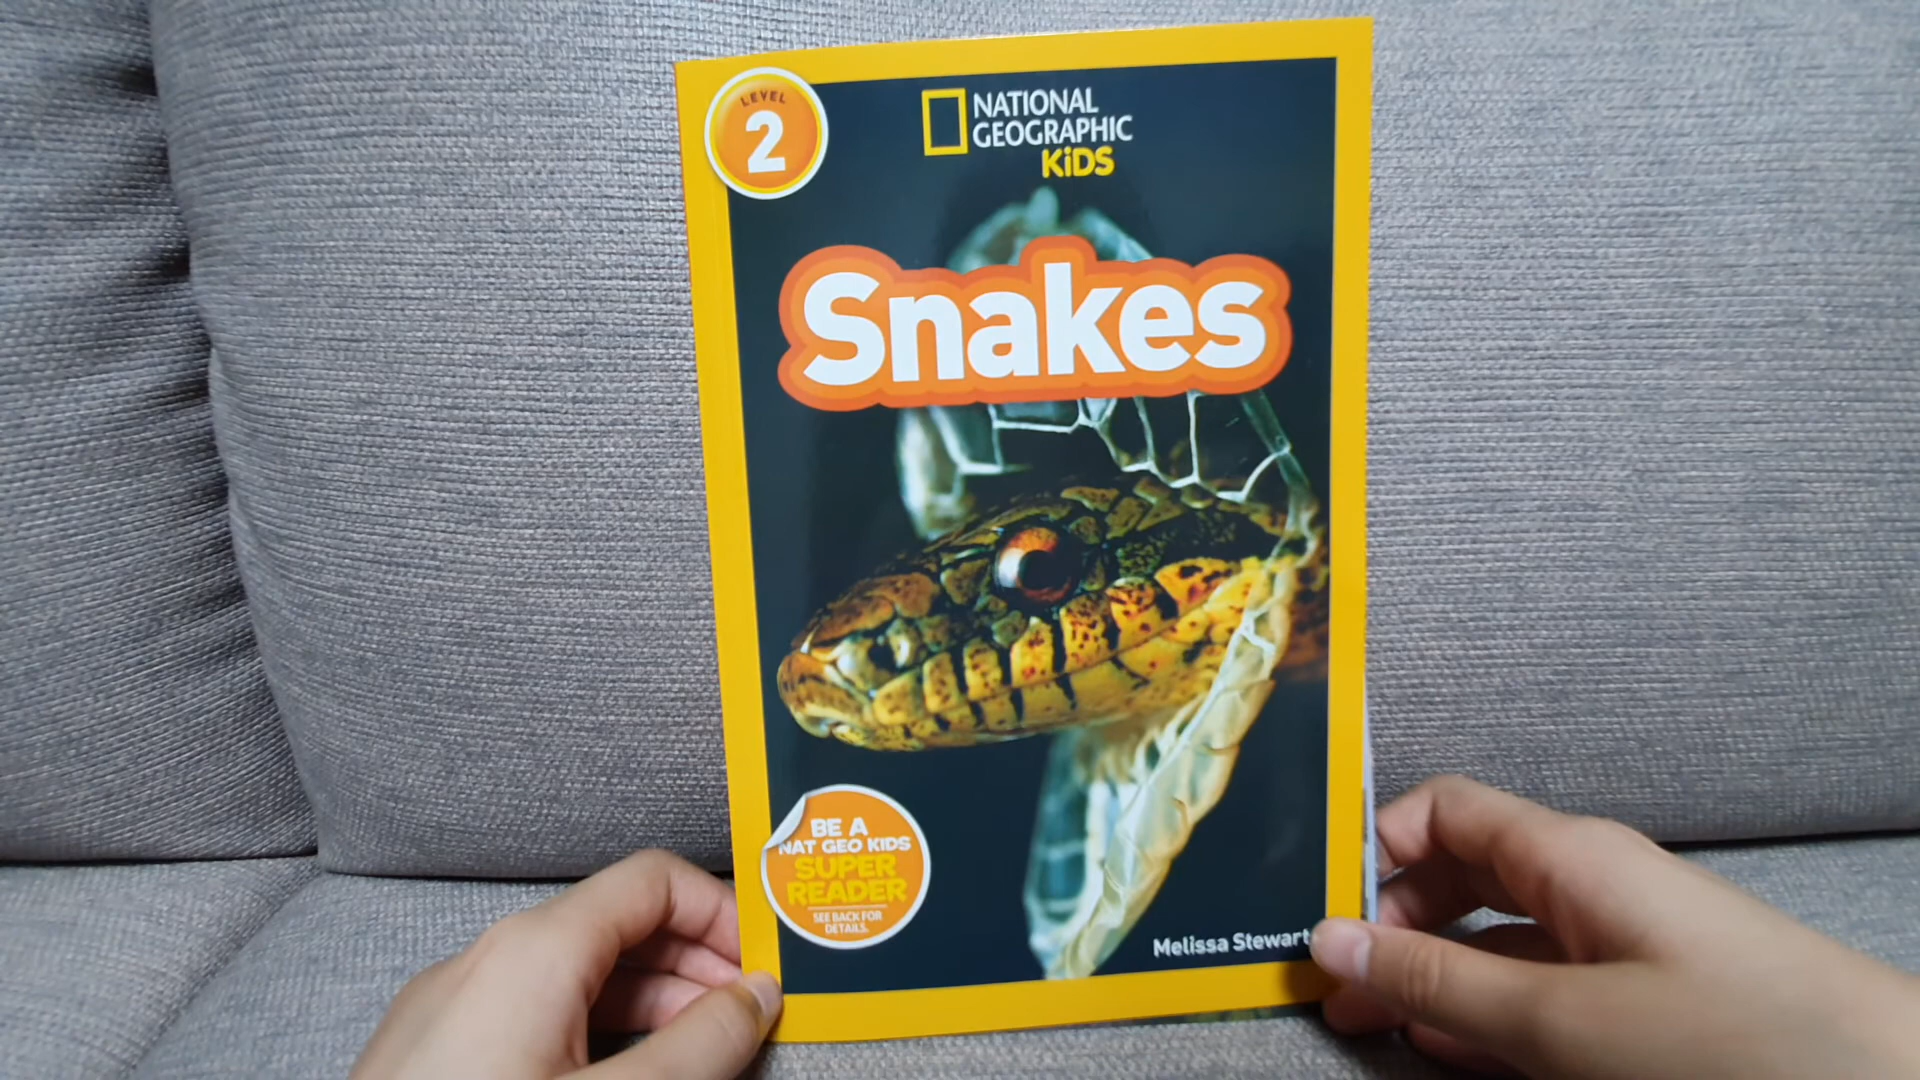 LEVEL
2
NATIONAL
GEOGRAPHIC
KiDS
Snakes
BE A
NAT GEO KIDS
SUPER
READER
SEE BACK FOR
DETAILS.
Melissa Stewart